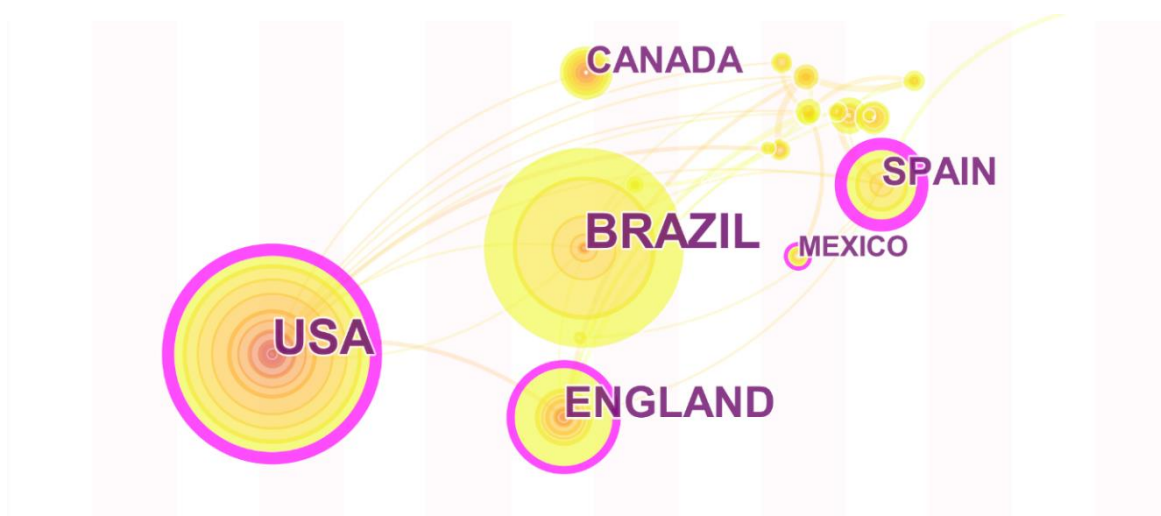 CANADA
SPAIN
BRAZIL
MEXICO
USA
ENGLAND